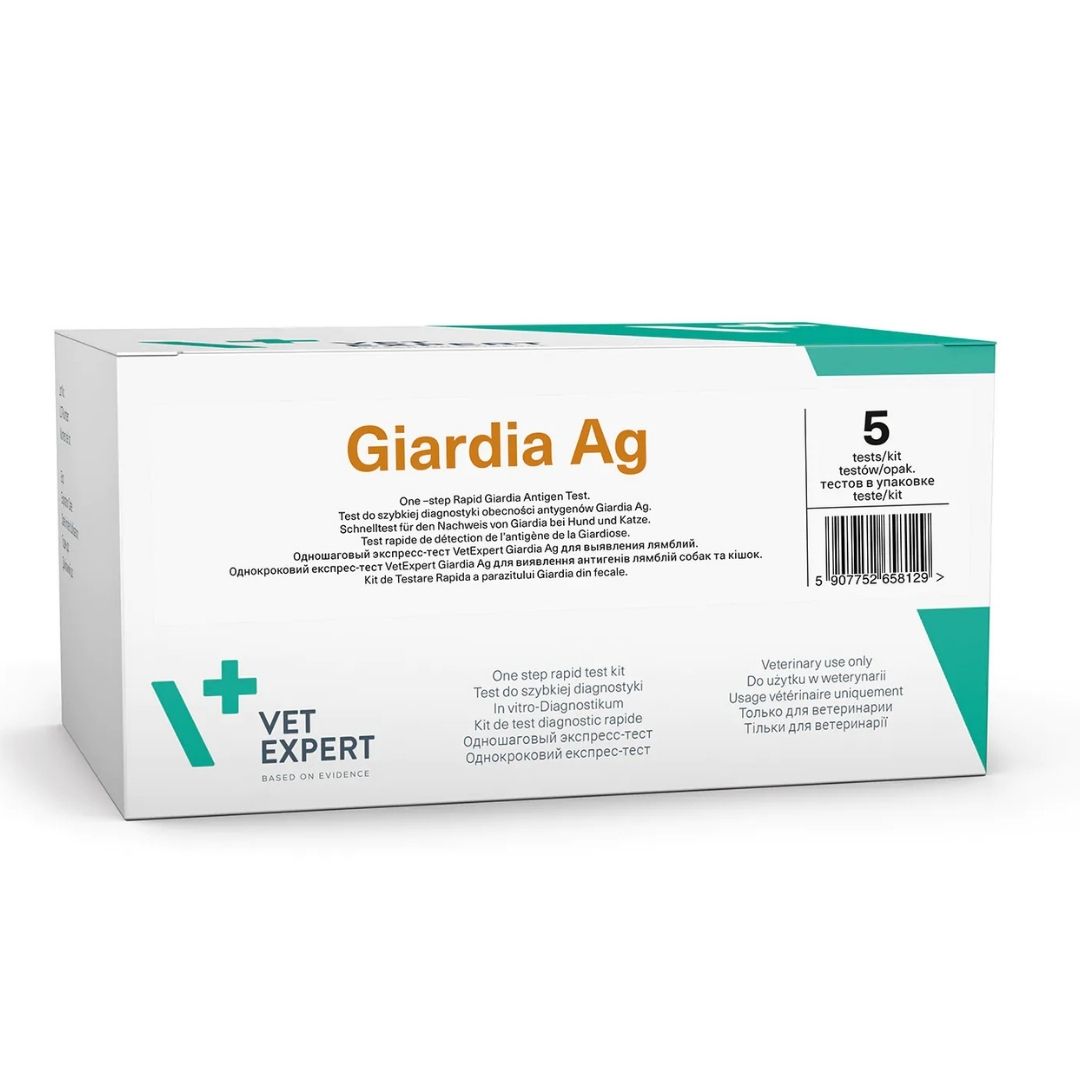 VET
EXPERT
Giardia Ag
One –step Rapid Giardia Antigen Test.
Test do szybkiej diagnostyki obecności antygenów Giardia Ag.
Schnelltest für den Nachweis von Giardia bei Hund und Katze.
Test rapide de détection de l'antigène de la Giardiose.
Одношаговый экспресс-тест VetExpert Giardia Ag для выявления лямблий.
Однокроковий експрес-тест VetExpert Giardia Ag для виявлення антигенів лямблій собак та кішок.
Kit de Testare Rapida a parazitului Giardia din fecale.
5
tests/kit
testów/opak.
тестов в упаковке
teste/kit
5 907752 658129 >
VET
EXPERT
BASED ON EVIDENCE
One step rapid test kit
Test do szybkiej diagnostyki
In vitro-Diagnostikum
Kit de test diagnostic rapide
Одношаговый экспресс-тест
Однокроковий експрес-тест
Veterinary use only
Do użytku w weterynarii
Usage vétérinaire uniquement
Только для ветеринарии
Тільки для ветеринарії